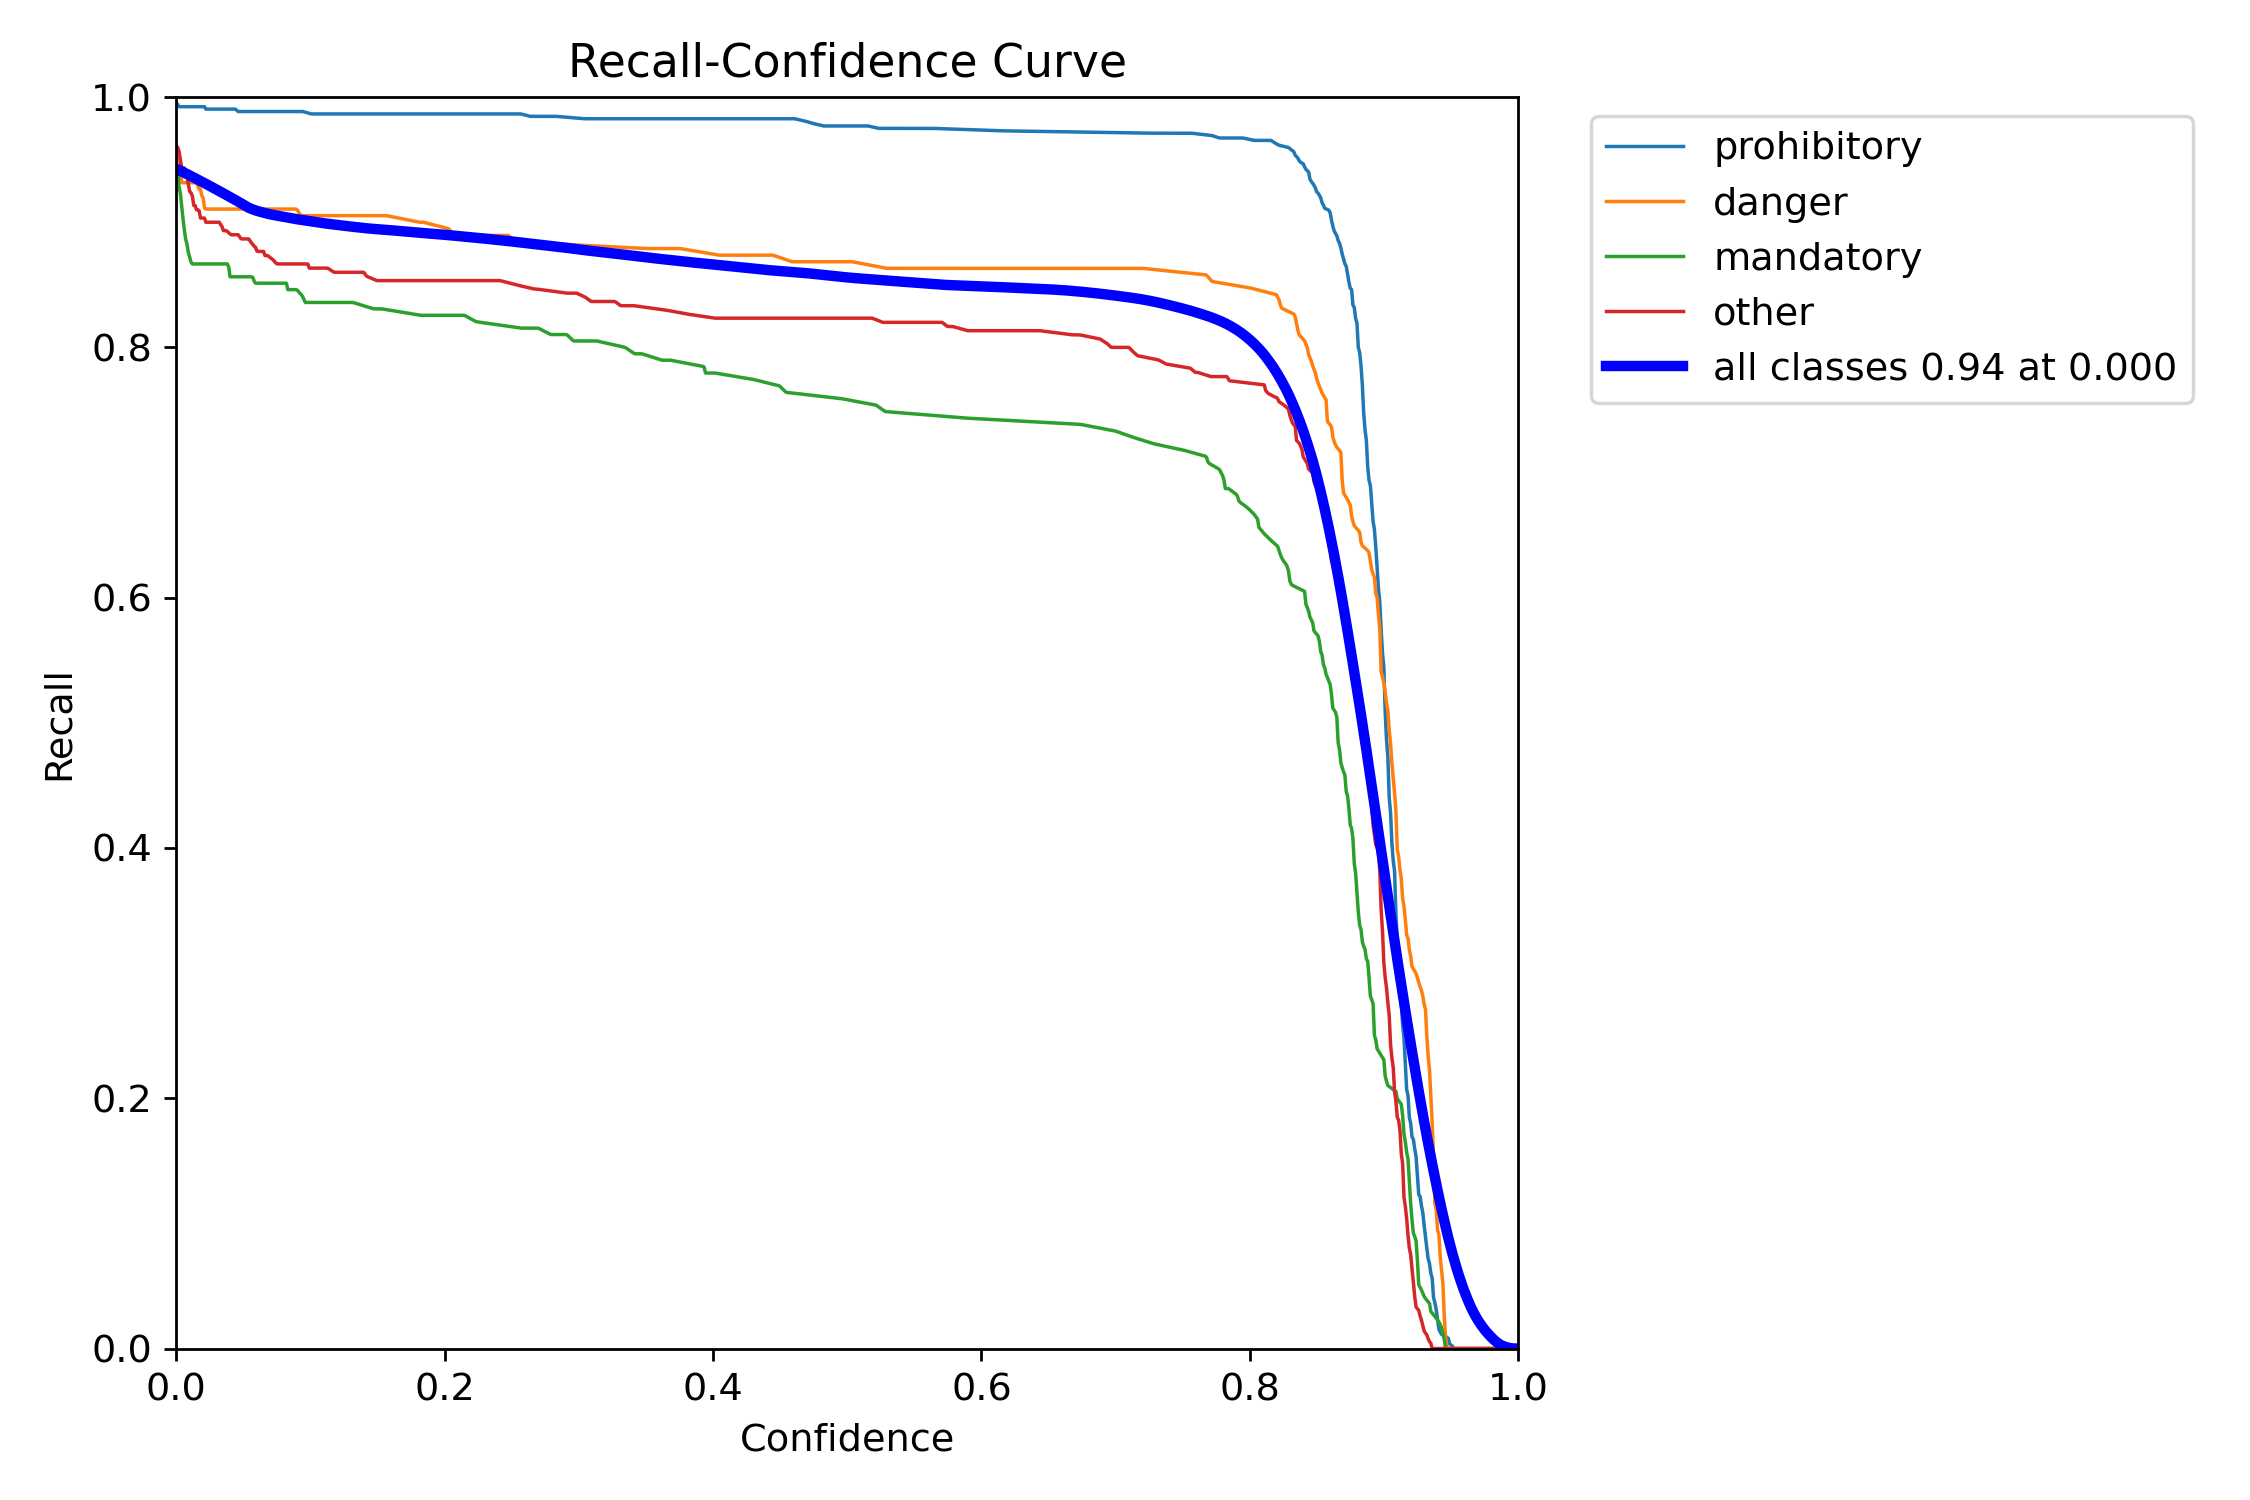 Recall-Confidence Curve
1.0
0.8
0.6
0.4
0.2
0.0
Recall
0.0 0.2 0.4 0.6 0.8 1.0
Confidence
prohibitory
danger
mandatory
other
all classes 0.94 at 0.000